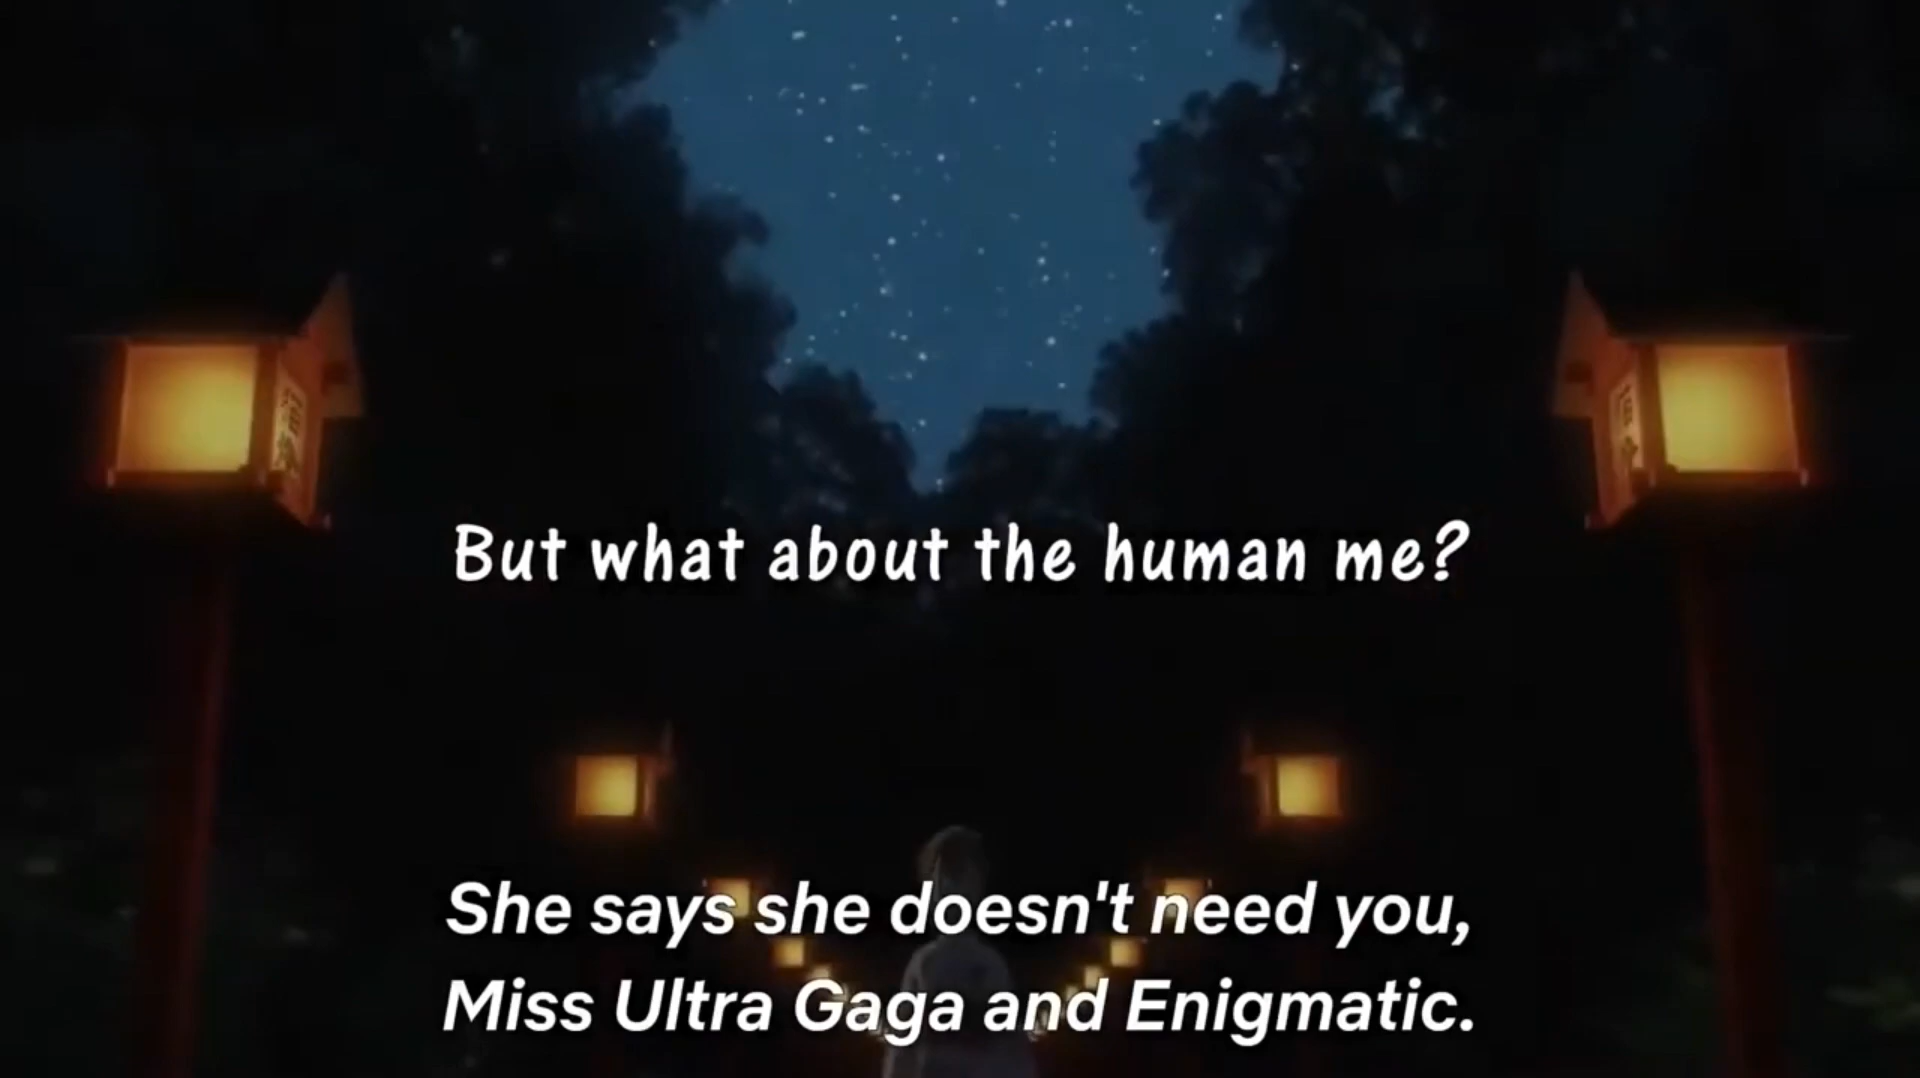 But what about the human me?
She says she doesn't need you,
Miss Ultra Gaga and Enigmatic.